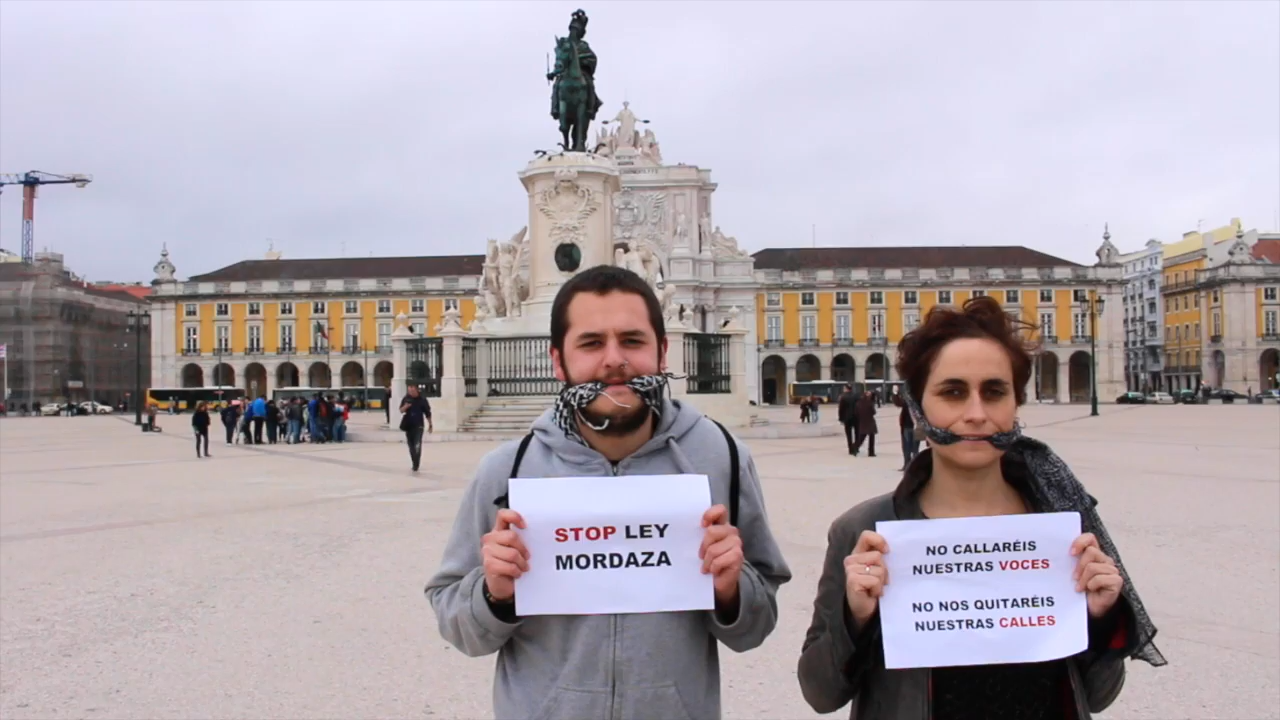 STOP LEY
MORDAZA
NO CALLARÉIS
NUESTRAS VOCES
NO NOS QUITARÉIS
NUESTRAS CALLES